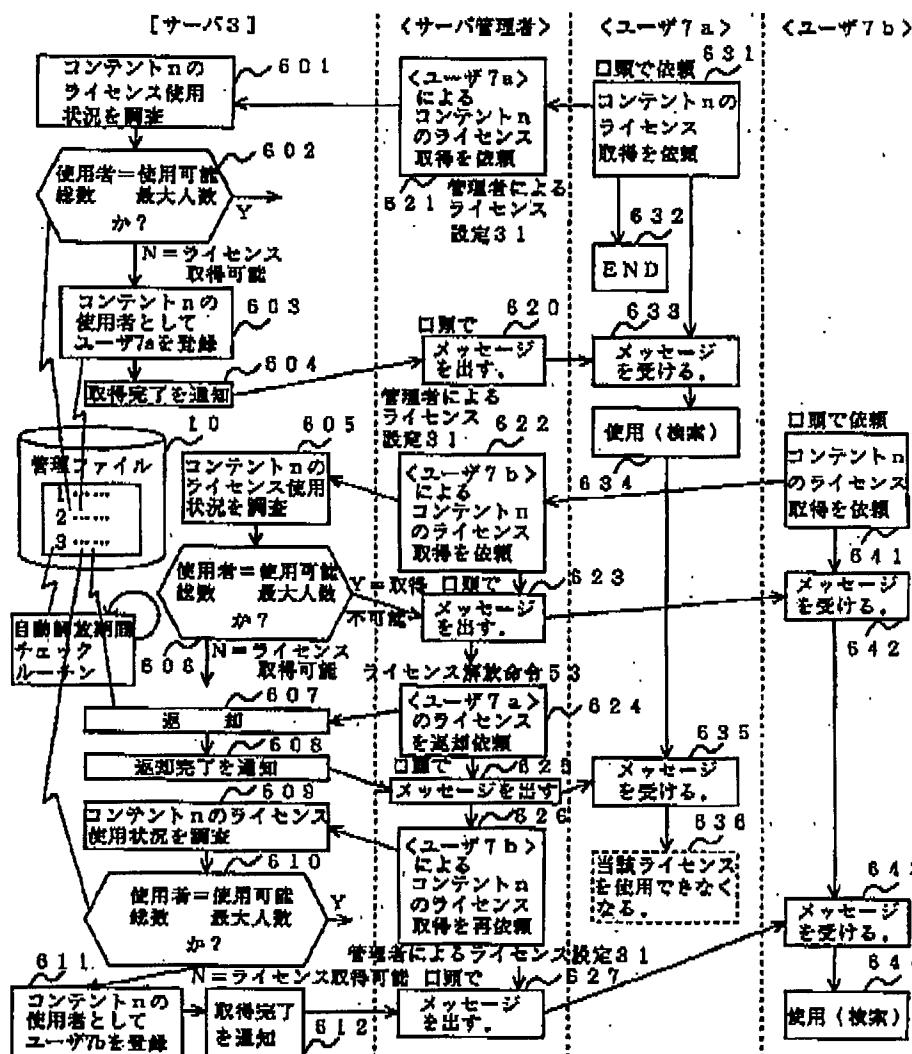 [サーバ3]
<サーバ管理者>
<ユーザ7a>
<ユーザ7b>
コンテントnの
ライセンス使用
状況を調査
601
<ユーザ7a>
による
コンテントn
のライセンス
取得を依頼
621
管理者による
ライセンス
設定31
口頭で依頼
631
コンテントnの
ライセンス
取得を依頼
632
END
使用者=使用可能
総数 最大人数
か?
602
Y
N=ライセンス
取得可能
コンテントnの
使用者として
ユーザ7aを登録
603
取得完了を通知
604
口頭で
620
メッセージ
を出す。
633
メッセージ
を受ける。
使用(検索)
634
10
管理ファイル
1……
2……
3……
605
コンテントnの
ライセンス使用
状況を調査
管理者による
ライセンス
設定31
622
<ユーザ7b>
による
コンテントn
のライセンス
取得を依頼
口頭で依頼
コンテントn
のライセンス
取得を依頼
641
使用者=使用可能
総数 最大人数
か?
606
Y=取得
不可能
N=ライセンス
取得可能
自動解放期間
チェック
ルーチン
口頭で
623
メッセージ
を出す。
メッセージ
を受ける。
642
ライセンス解放命令53
<ユーザ7a>
のライセンス
を返却依頼
624
607
返 却
608
返却完了を通知
口頭で
625
メッセージを出す
635
メッセージ
を受ける。
636
当該ライセンス
を使用できなく
なる。
609
コンテントnのライセンス
使用状況を調査
626
<ユーザ7b>
による
コンテントn
のライセンス
取得を再依頼
管理者によるライセンス設定31
610
使用者=使用可能
総数 最大人数
か?
Y
N=ライセンス取得可能
611
コンテントnの
使用者として
ユーザ7bを登録
取得完了
を通知
612
口頭で
627
メッセージ
を出す。
メッセージ
を受ける。
使用(検索)